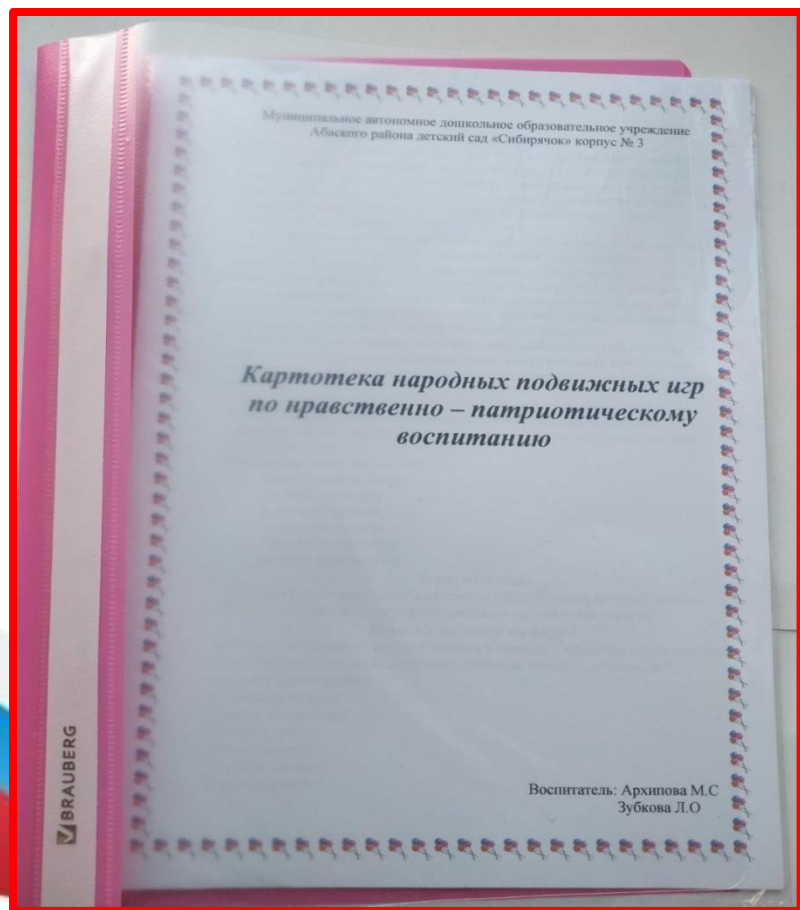 Муниципальное автономное дошкольное образовательное учреждение
Абаского района детский сад «Сибирячок» корпус № 3
Картотека народных подвижных игр
по нравственно – патриотическому
воспитанию
Воспитатель: Архипова М.С
Зубкова Л.О
BRAUBERG